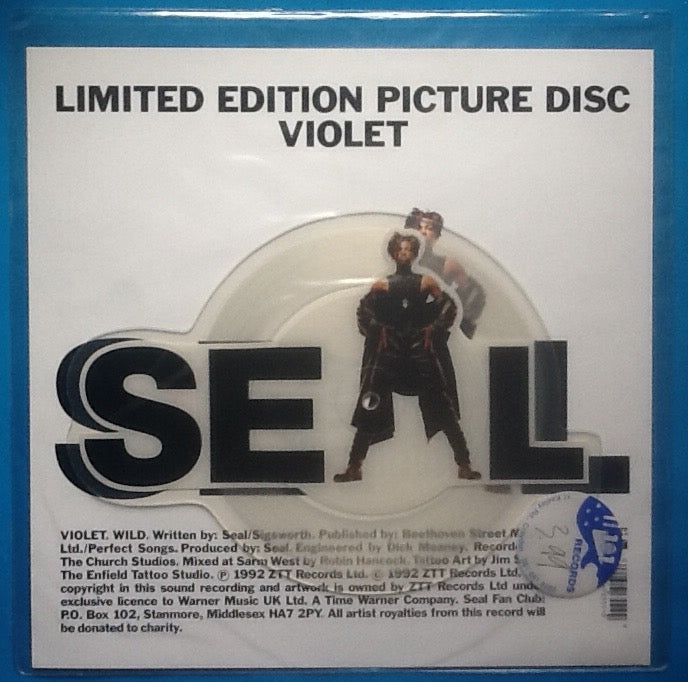 LIMITED EDITION PICTURE DISC
VIOLET
SEAL.
VIOLET. WILD. Written by: Seal/Sigsworth. Published by: Beethoven Street
Ltd./Perfect Songs. Produced by: Seal. Engineered by Dick Meaney. Record
The Church Studios. Mixed at Sarm West by Robin Hancock. Tattoo Art by Jim S
The Enfield Tattoo Studio. ℗ 1992 ZTT Records Ltd. © 1992 ZTT Records Ltd.
copyright in this sound recording and artwork is owned by ZTT Records Ltd unde
exclusive licence to Warner Music UK Ltd. A Time Warner Company. Seal Fan Club:
P.O. Box 102, Stanmore, Middlesex HA7 2PY. All artist royalties from this record will
be donated to charity.
RECORDS
3.99